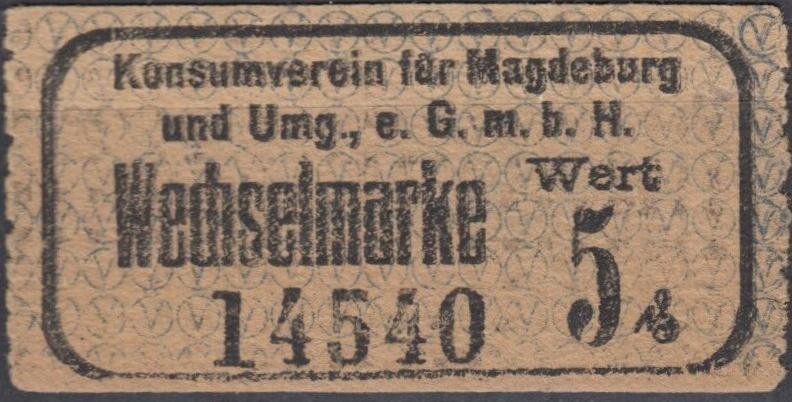 Konsumverein für Magdeburg
und Umg., e. G. m. b. H.
Wechselmarke Wert
5 ₰
14540